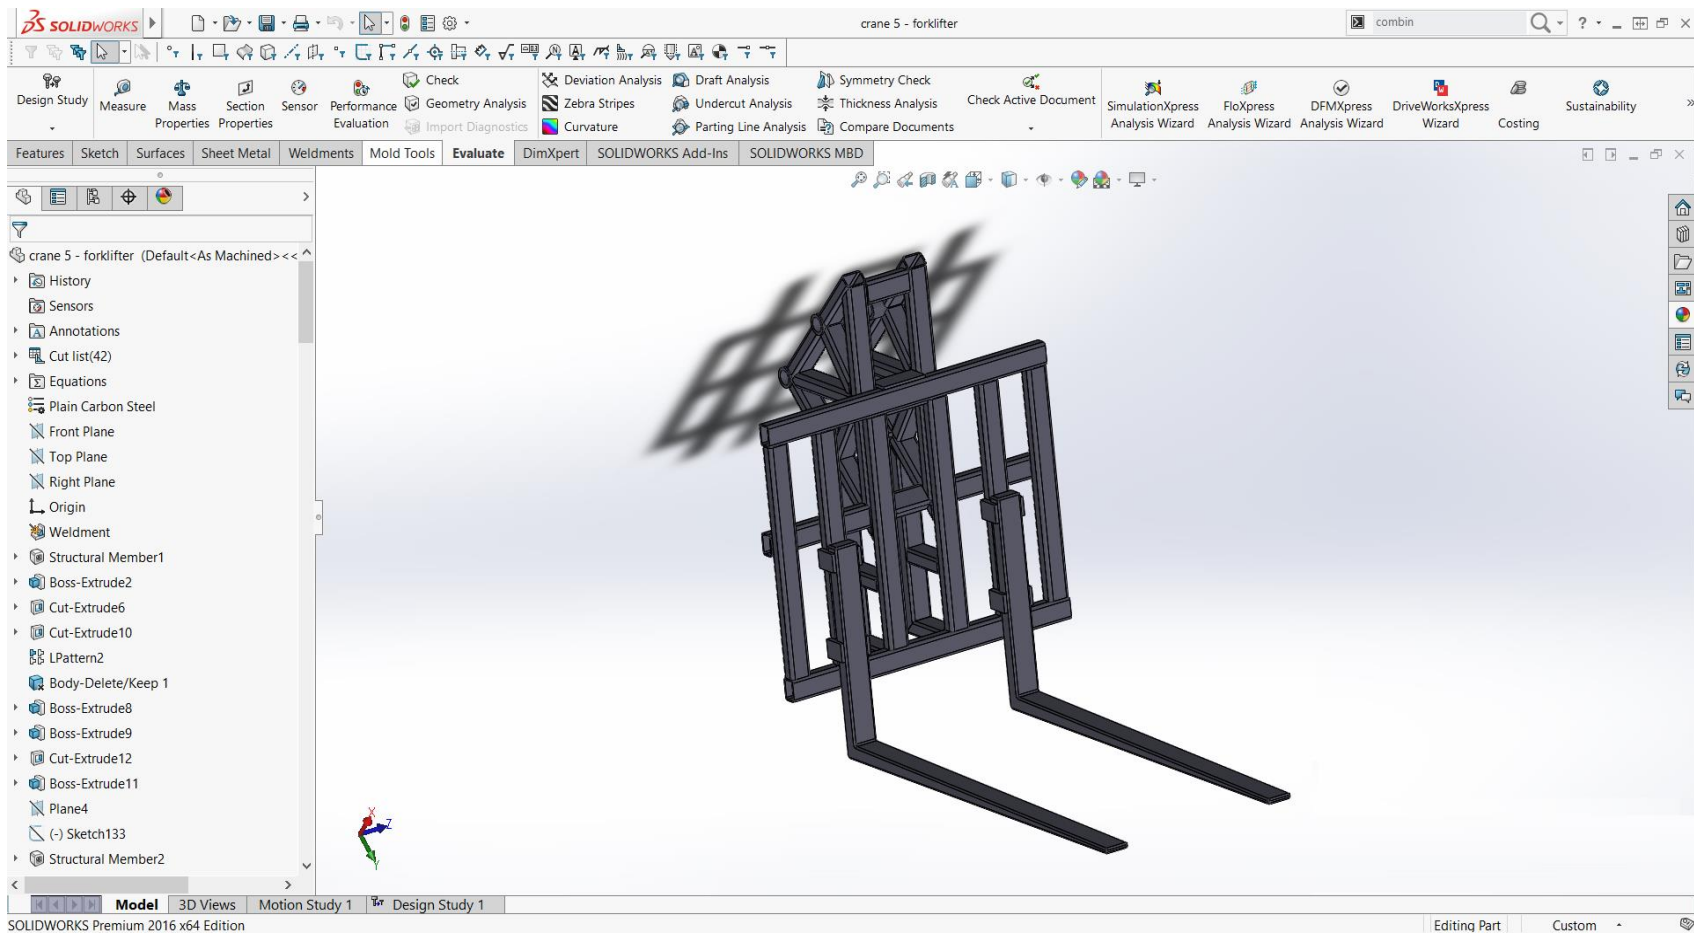 SOLIDWORKS
crane 5 - forklifter
combin
Design Study
Measure
Mass Properties
Section Properties
Sensor
Performance Evaluation
Check
Geometry Analysis
Import Diagnostics
Deviation Analysis
Zebra Stripes
Curvature
Draft Analysis
Undercut Analysis
Parting Line Analysis
Symmetry Check
Thickness Analysis
Compare Documents
Check Active Document
SimulationXpress Analysis Wizard
FloXpress Analysis Wizard
DFMXpress Analysis Wizard
DriveWorksXpress Wizard
Costing
Sustainability
Features Sketch Surfaces Sheet Metal Weldments Mold Tools Evaluate DimXpert SOLIDWORKS Add-Ins SOLIDWORKS MBD
crane 5 - forklifter (Default<As Machined><<
History
Sensors
Annotations
Cut list(42)
Equations
Plain Carbon Steel
Front Plane
Top Plane
Right Plane
Origin
Weldment
Structural Member1
Boss-Extrude2
Cut-Extrude6
Cut-Extrude10
LPattern2
Body-Delete/Keep 1
Boss-Extrude8
Boss-Extrude9
Cut-Extrude12
Boss-Extrude11
Plane4
(-) Sketch133
Structural Member2
X
Z
Y
Model 3D Views Motion Study 1 Design Study 1
SOLIDWORKS Premium 2016 x64 Edition
Editing Part
Custom